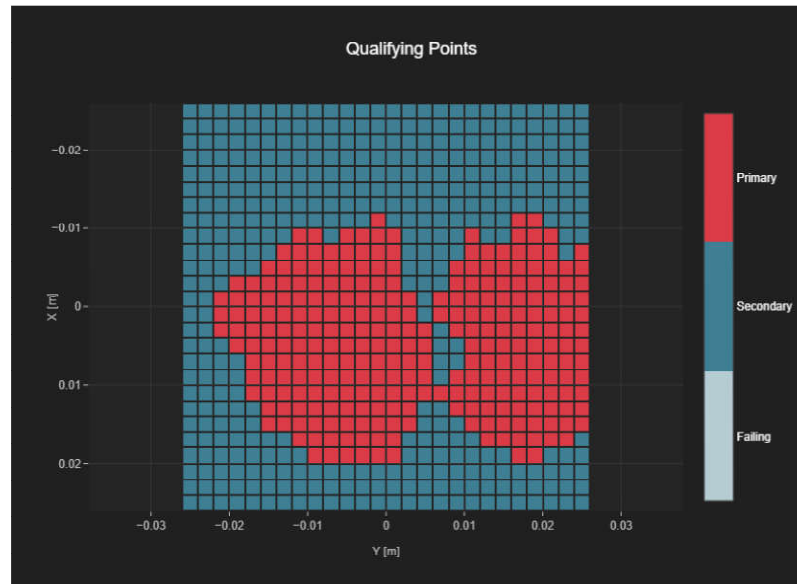 Qualifying Points
−0.02
−0.01
0
0.01
0.02
X [m]
−0.03
−0.02
−0.01
0
0.01
0.02
0.03
Y [m]
Primary
Secondary
Failing